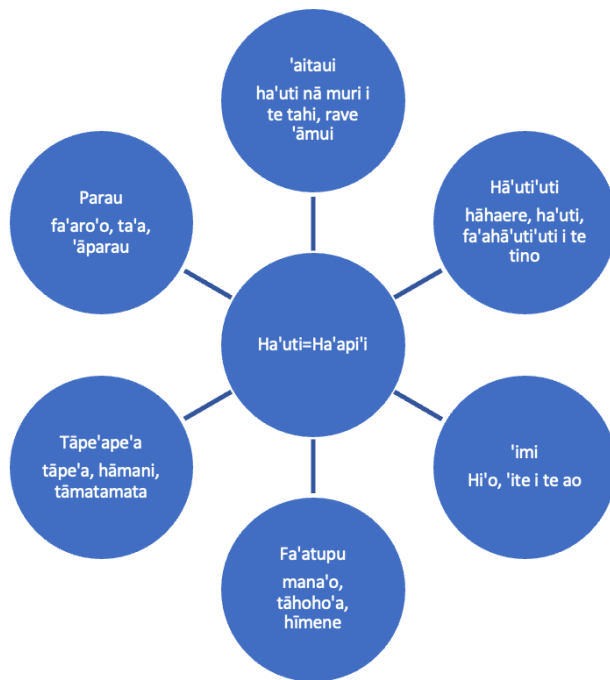 'aitaui
ha'uti nā muri i
te tahi, rave
'āmui
Hā'uti'uti
hāhaere, ha'uti,
fa'ahā'uti'uti i te
tino
'imi
Hi'o, 'ite i te ao
Fa'atupu
mana'o,
tāhoho'a,
hīmene
Tāpe'ape'a
tāpe'a, hāmani,
tāmatamata
Parau
fa'aro'o, ta'a,
'āparau
Ha'uti=Ha'api'i